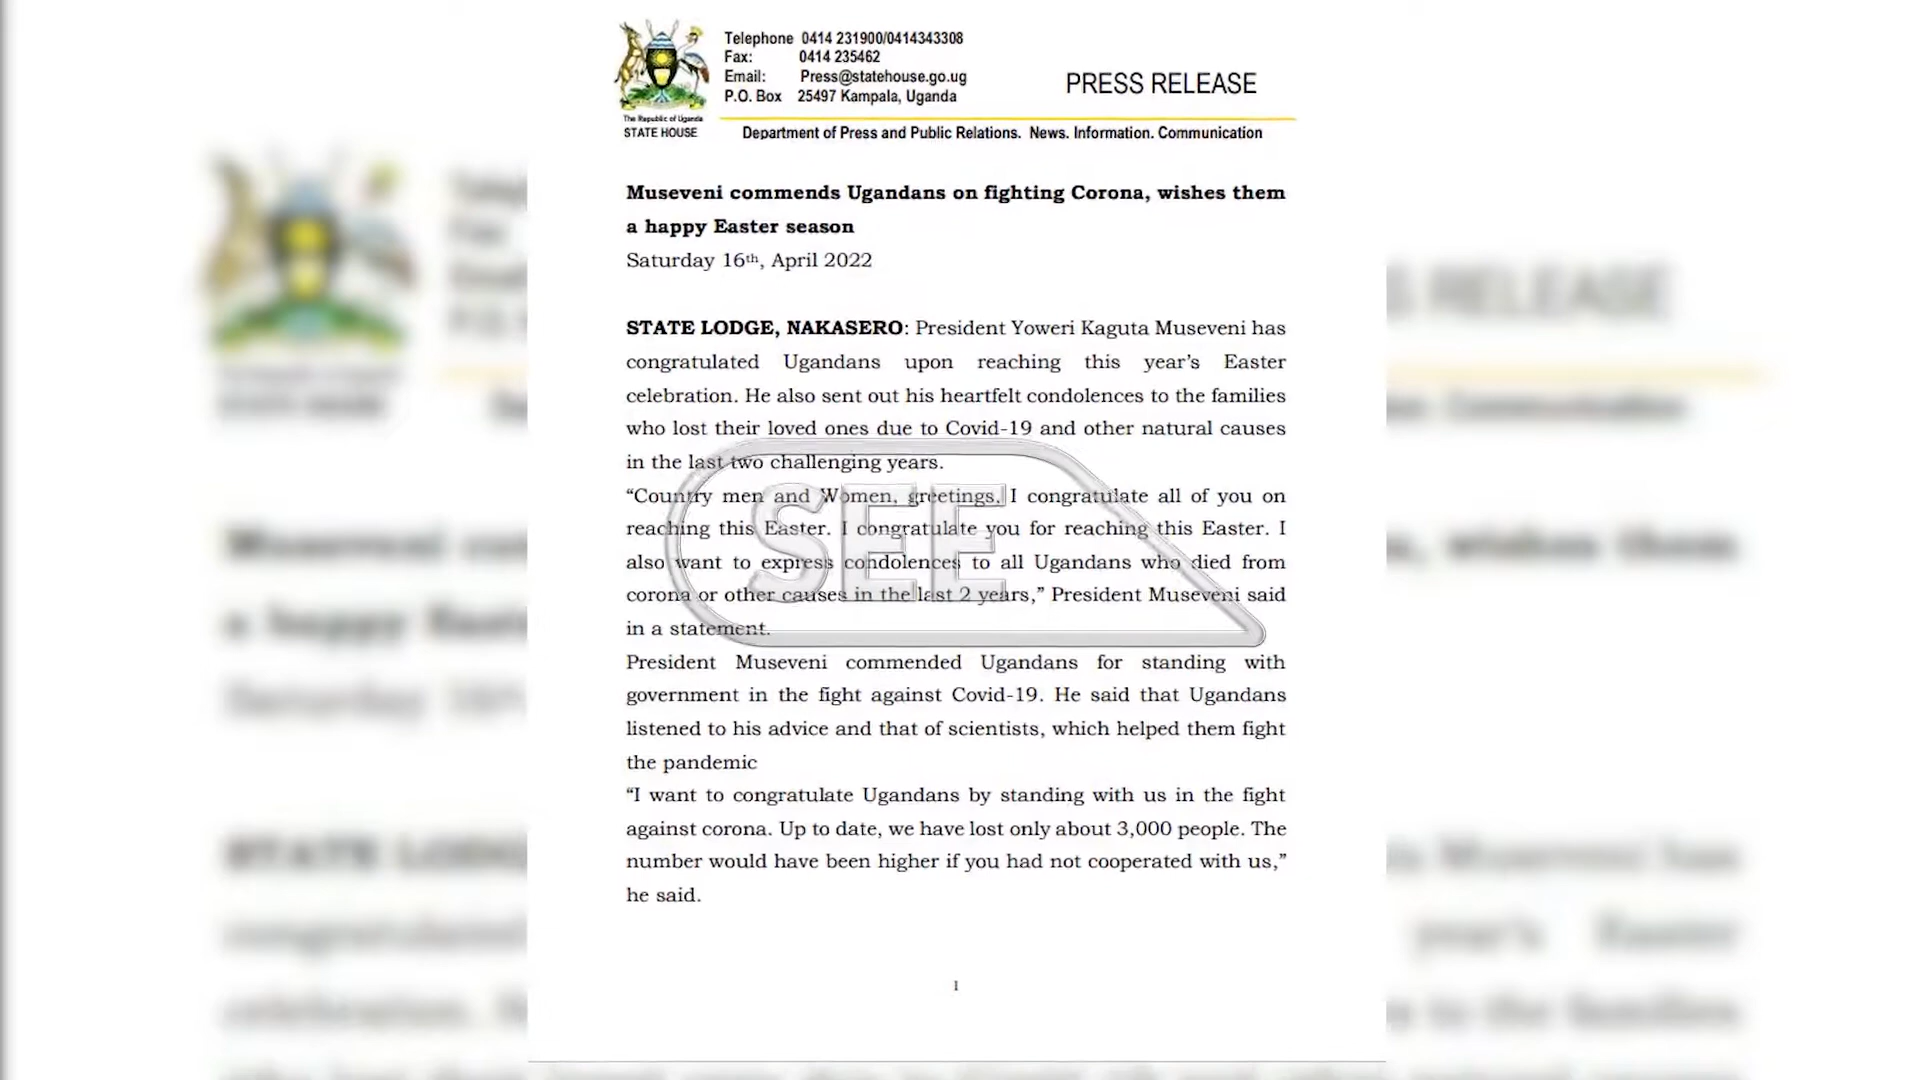 Telephone 0414 231900/0414343308
Fax: 0414 235462
Email: Press@statehouse.go.ug
P.O. Box 25497 Kampala, Uganda
PRESS RELEASE
The Republic of Uganda
STATE HOUSE
Department of Press and Public Relations. News. Information. Communication
Museveni commends Ugandans on fighting Corona, wishes them
a happy Easter season
Saturday 16th, April 2022
STATE LODGE, NAKASERO: President Yoweri Kaguta Museveni has
congratulated Ugandans upon reaching this year’s Easter
celebration. He also sent out his heartfelt condolences to the families
who lost their loved ones due to Covid-19 and other natural causes
in the last two challenging years.
“Country men and Women, greetings. I congratulate all of you on
reaching this Easter. I congratulate you for reaching this Easter. I
also want to express condolences to all Ugandans who died from
corona or other causes in the last 2 years,” President Museveni said
in a statement.
SEE
President Museveni commended Ugandans for standing with
government in the fight against Covid-19. He said that Ugandans
listened to his advice and that of scientists, which helped them fight
the pandemic
“I want to congratulate Ugandans by standing with us in the fight
against corona. Up to date, we have lost only about 3,000 people. The
number would have been higher if you had not cooperated with us,”
he said.
1